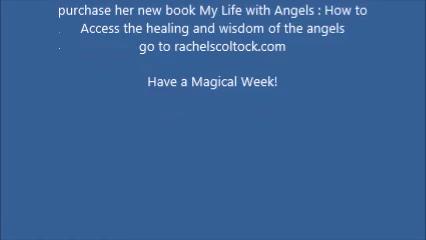 purchase her new book My Life with Angels : How to
Access the healing and wisdom of the angels
go to rachelscoltock.com
Have a Magical Week!